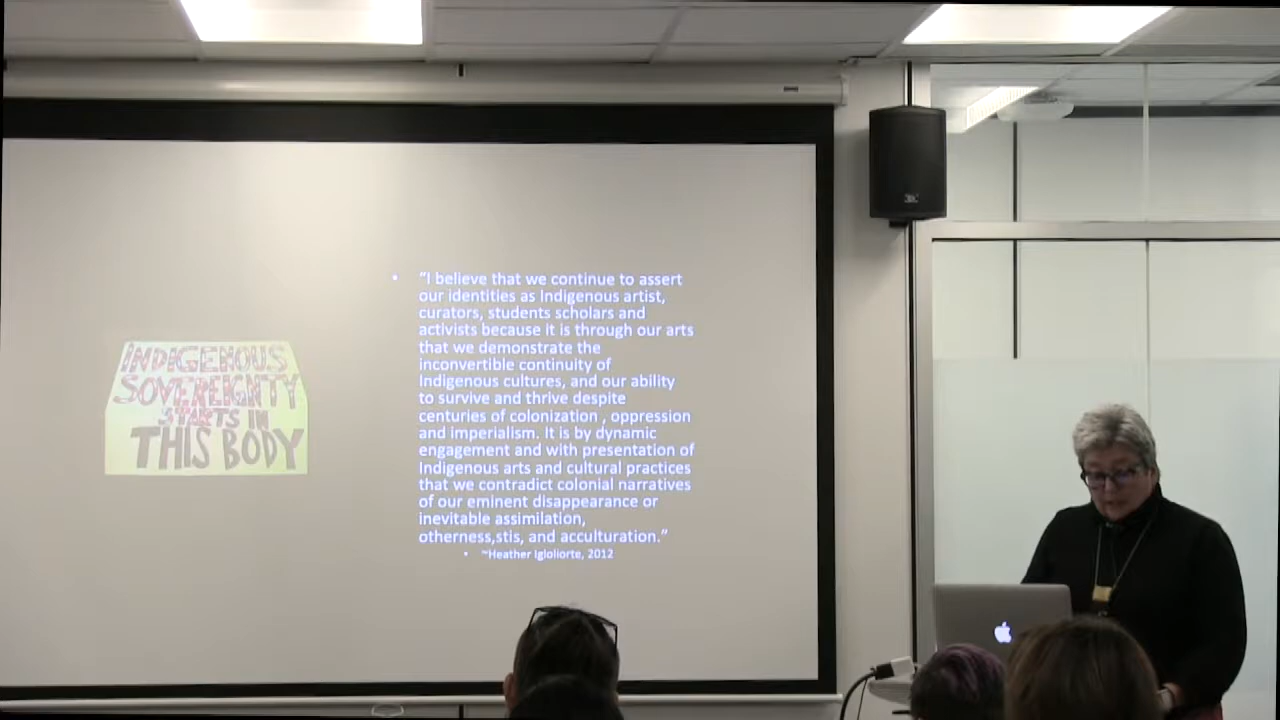 INDIGENOUS
SOVEREIGNTY
STARTS IN
THIS BODY
• "I believe that we continue to assert
our identities as Indigenous artist,
curators, students scholars and
activists because it is through our arts
that we demonstrate the
inconvertible continuity of
Indigenous cultures, and our ability
to survive and thrive despite
centuries of colonization , oppression
and imperialism. It is by dynamic
engagement and with presentation of
Indigenous arts and cultural practices
that we contradict colonial narratives
of our eminent disappearance or
inevitable assimilation,
otherness,stis, and acculturation."
• ~Heather Igloliorte, 2012